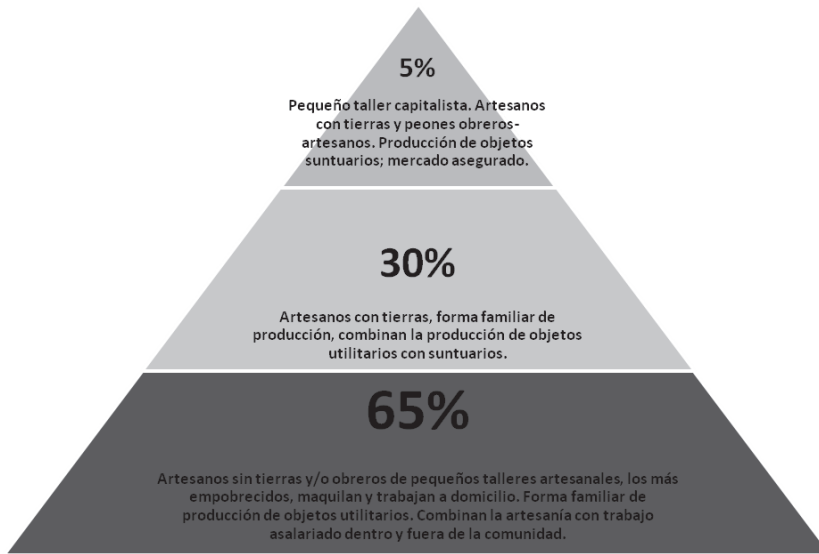 5%
Pequeño taller capitalista. Artesanos
con tierras y peones obreros-
artesanos. Producción de objetos
suntuarios; mercado asegurado.
30%
Artesanos con tierras, forma familiar de
producción, combinan la producción de objetos
utilitarios con suntuarios.
65%
Artesanos sin tierras y/o obreros de pequeños talleres artesanales, los más
empobrecidos, maquilan y trabajan a domicilio. Forma familiar de
producción de objetos utilitarios. Combinan la artesanía con trabajo
asalariado dentro y fuera de la comunidad.